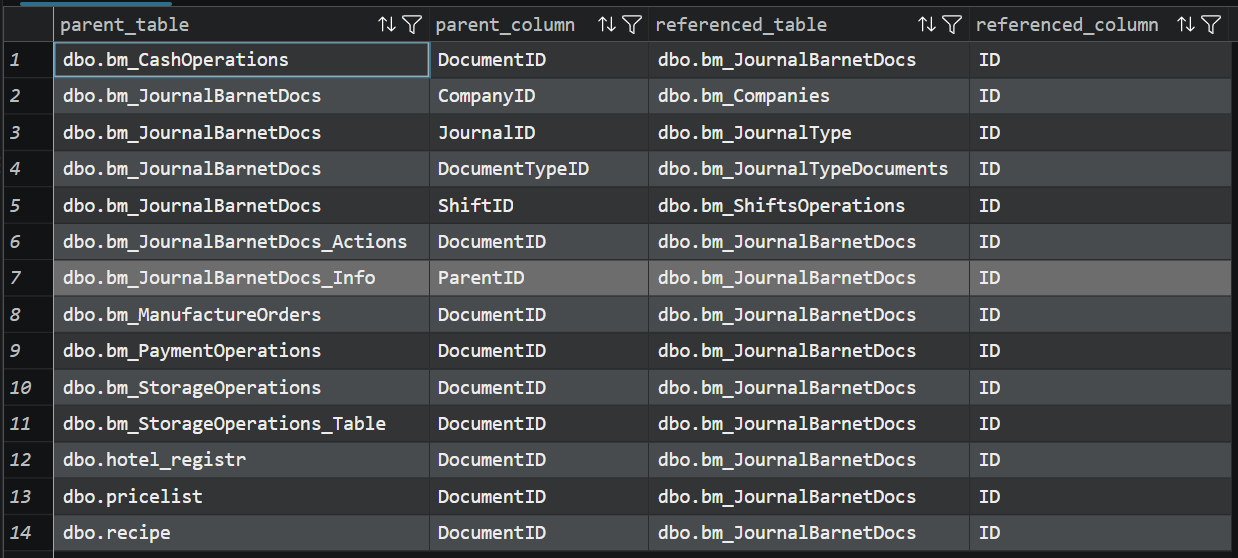 parent_table parent_column referenced_table referenced_column
1 dbo.bm_CashOperations DocumentID dbo.bm_JournalBarnetDocs ID
2 dbo.bm_JournalBarnetDocs CompanyID dbo.bm_Companies ID
3 dbo.bm_JournalBarnetDocs JournalID dbo.bm_JournalType ID
4 dbo.bm_JournalBarnetDocs DocumentTypeID dbo.bm_JournalTypeDocuments ID
5 dbo.bm_JournalBarnetDocs ShiftID dbo.bm_ShiftsOperations ID
6 dbo.bm_JournalBarnetDocs_Actions DocumentID dbo.bm_JournalBarnetDocs ID
7 dbo.bm_JournalBarnetDocs_Info ParentID dbo.bm_JournalBarnetDocs ID
8 dbo.bm_ManufactureOrders DocumentID dbo.bm_JournalBarnetDocs ID
9 dbo.bm_PaymentOperations DocumentID dbo.bm_JournalBarnetDocs ID
10 dbo.bm_StorageOperations DocumentID dbo.bm_JournalBarnetDocs ID
11 dbo.bm_StorageOperations_Table DocumentID dbo.bm_JournalBarnetDocs ID
12 dbo.hotel_registr DocumentID dbo.bm_JournalBarnetDocs ID
13 dbo.pricelist DocumentID dbo.bm_JournalBarnetDocs ID
14 dbo.recipe DocumentID dbo.bm_JournalBarnetDocs ID